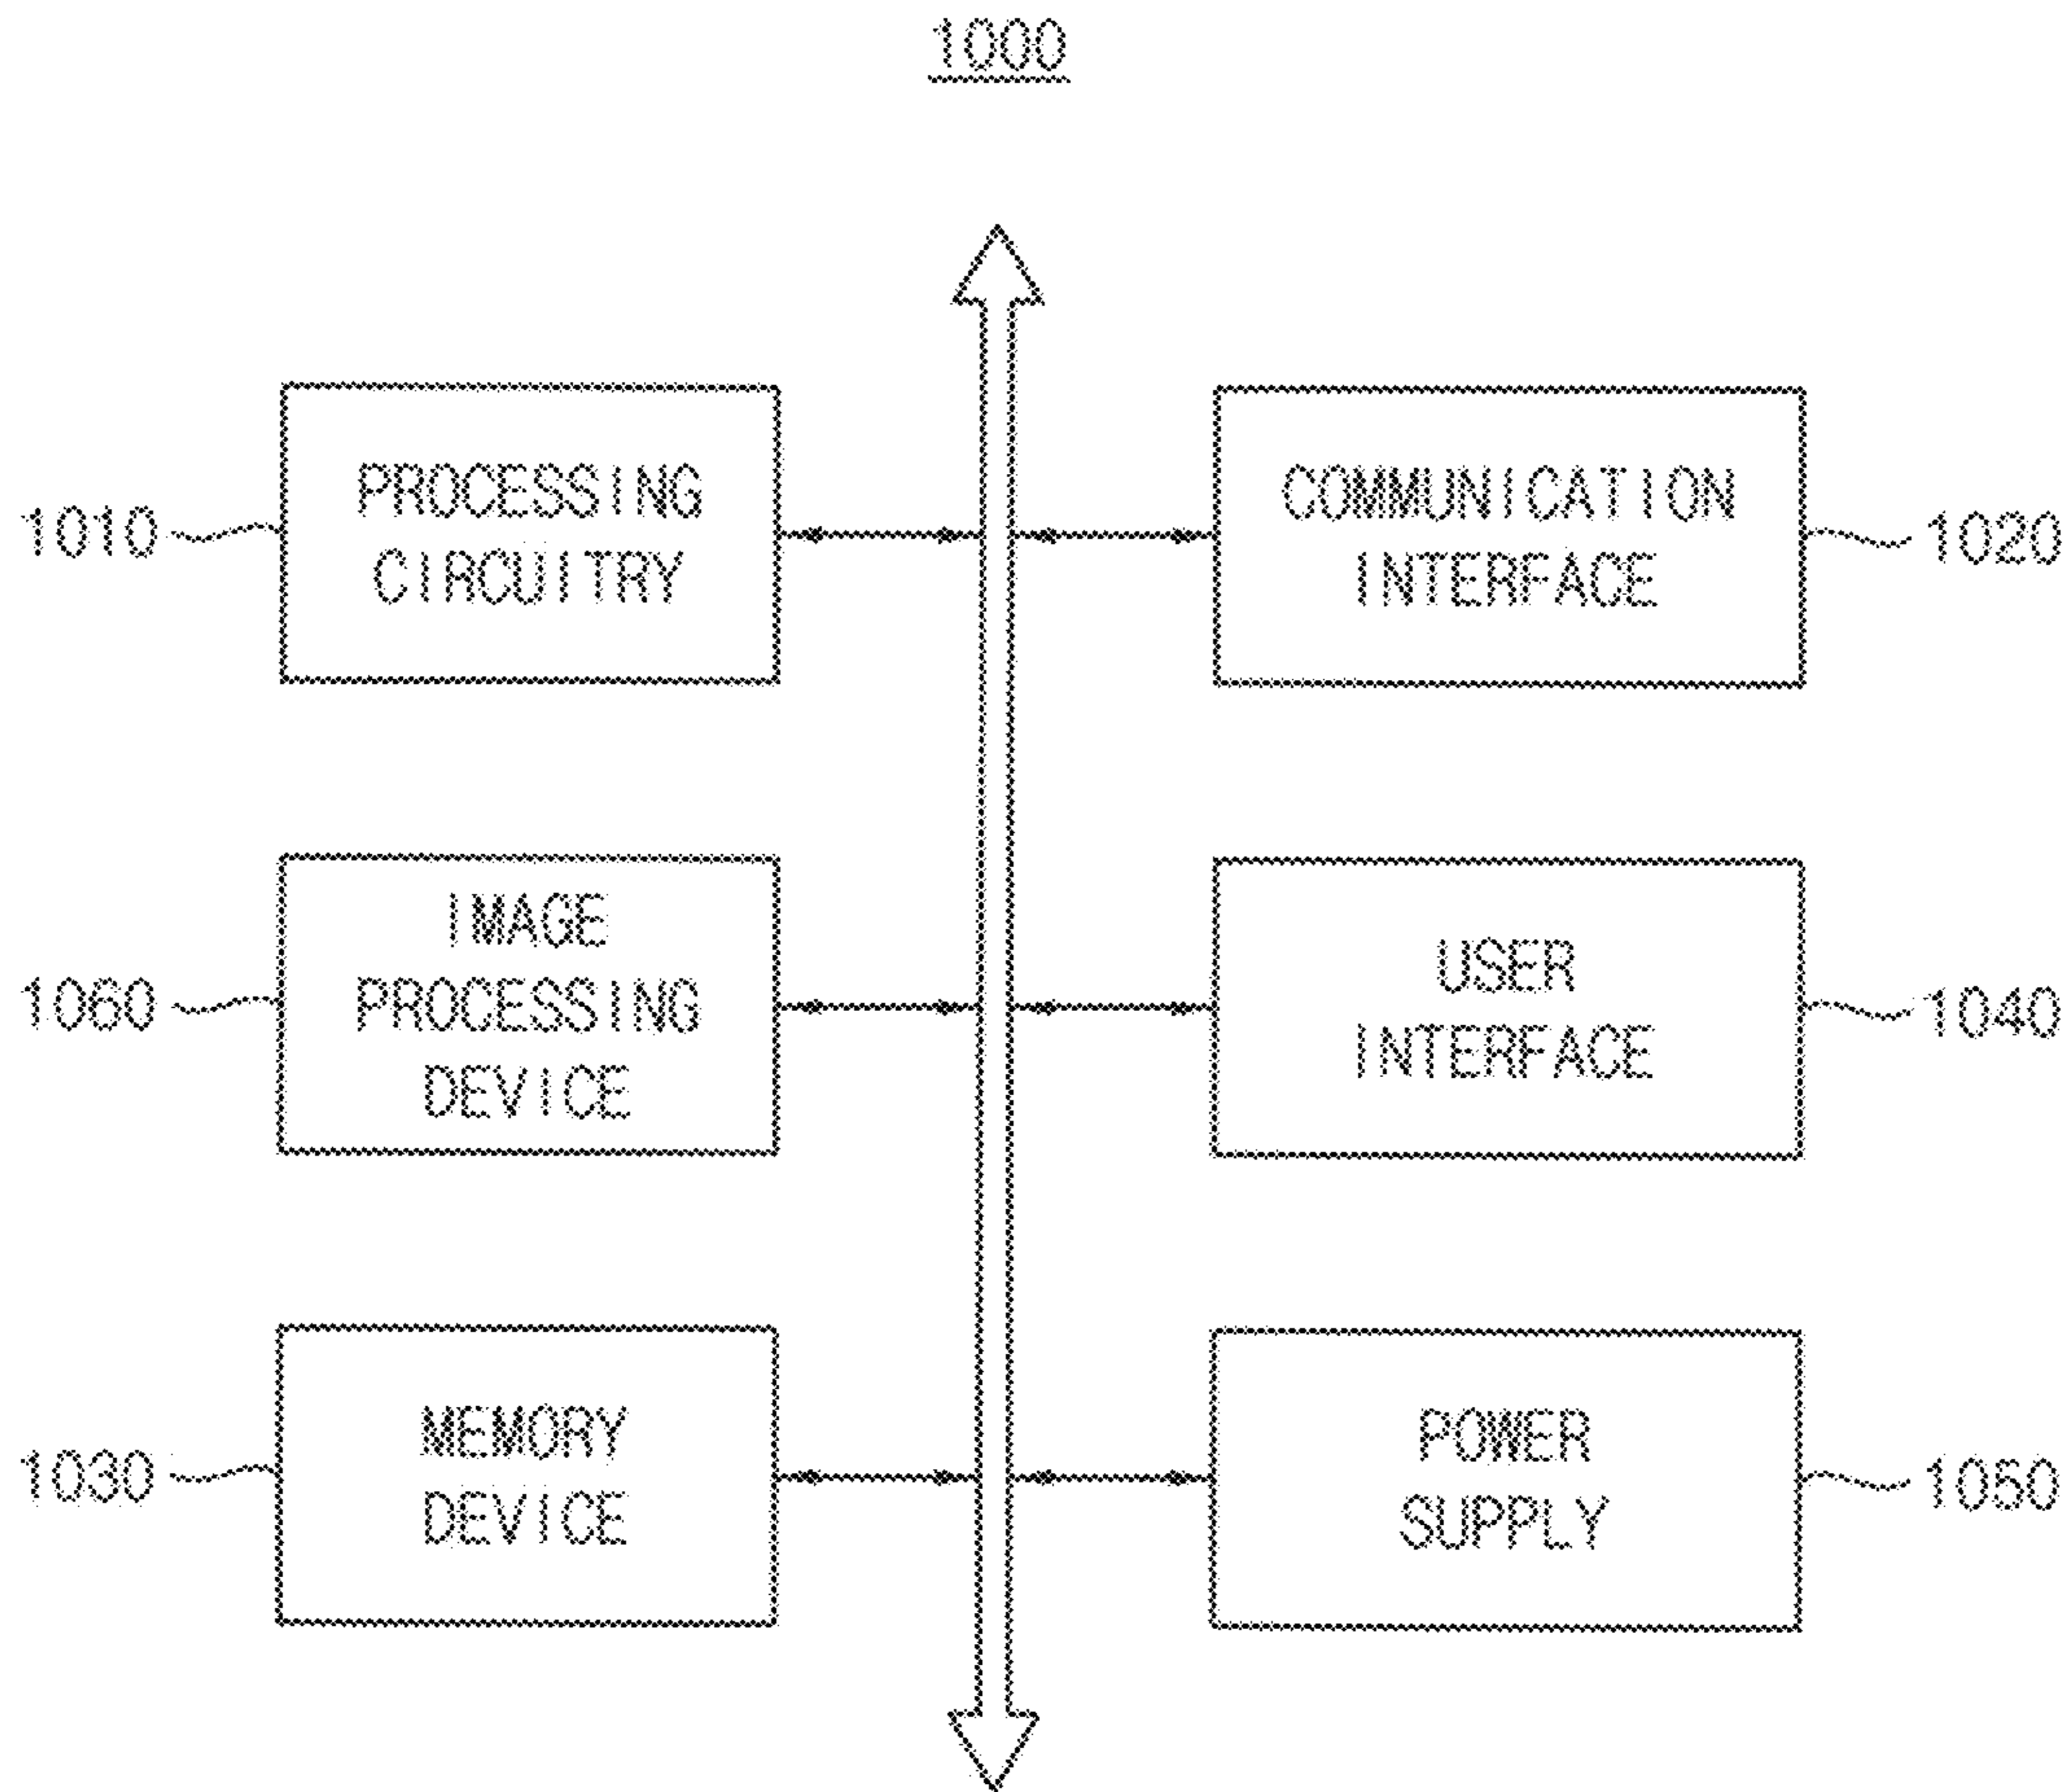 1000
PROCESSING
CIRCUITRY
1010
COMMUNICATION
INTERFACE
1020
IMAGE
PROCESSING
DEVICE
1060
USER
INTERFACE
1040
MEMORY
DEVICE
1030
POWER
SUPPLY
1050